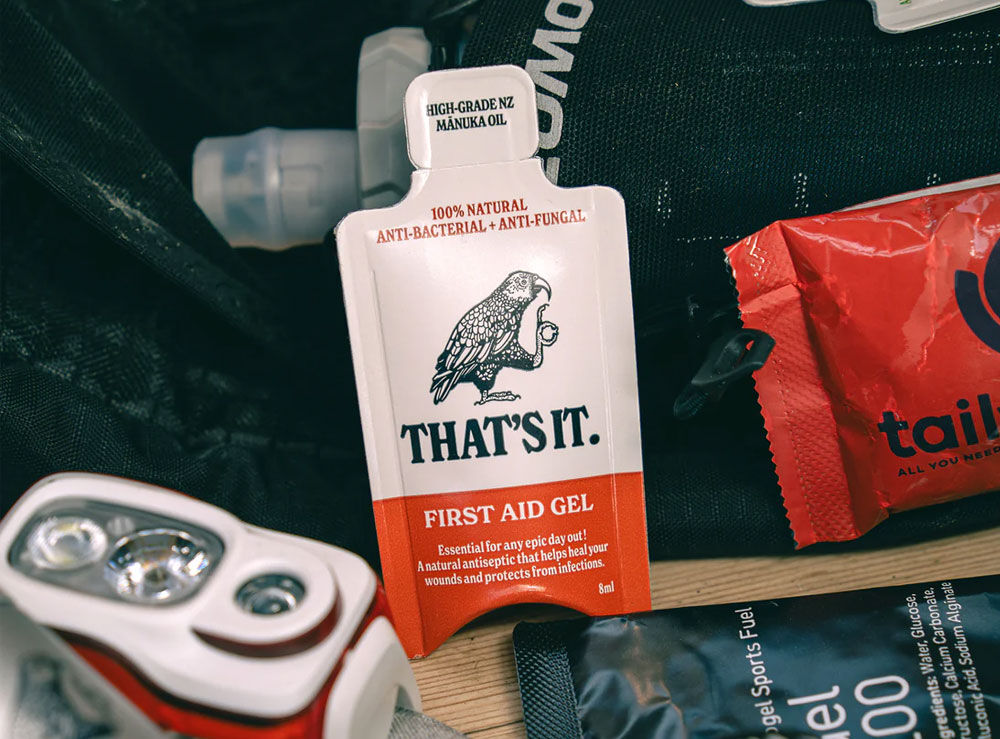 HIGH-GRADE NZ
MĀNUKA OIL
100% NATURAL
ANTI-BACTERIAL + ANTI-FUNGAL
THAT'S IT.
FIRST AID GEL
Essential for any epic day out!
A natural antiseptic that helps heal your
wounds and protects from infections.
8ml
ALL YOU NEED
Sports Fuel
00
Water, Glucose,
Calcium Carbonate,
Acid, Sodium Alginate